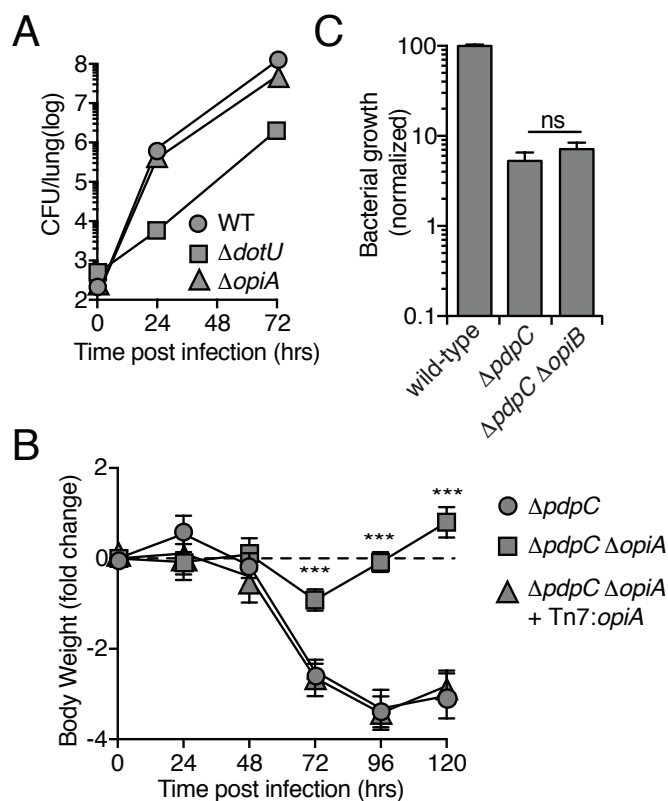 A
CFU/lung(log)
8
7
6
5
4
3
2
0
24
48
72
Time post infection (hrs)
WT
ΔdotU
ΔopiA
C
Bacterial growth
(normalized)
100
10
1
0.1
ns
wild-type
ΔpdpC
ΔpdpC ΔopiB
B
Body Weight (fold change)
2
0
-2
-4
***
***
***
0
24
48
72
96
120
Time post infection (hrs)
ΔpdpC
ΔpdpC ΔopiA
ΔpdpC ΔopiA
+ Tn7:opiA